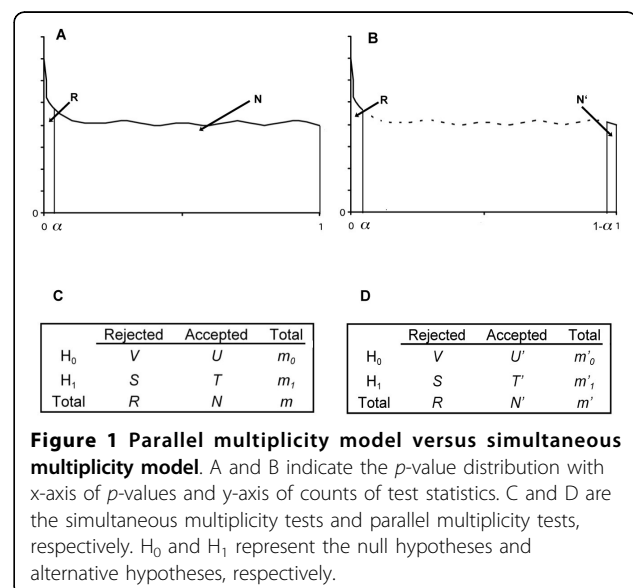 A
B
R
N
R
N'
0
0
0 α
1
0 α
1-α 1
C
D
Rejected Accepted Total
H₀ V U m₀
H₁ S T m₁
Total R N m
Rejected Accepted Total
H₀ V U' m'₀
H₁ S T' m'₁
Total R N' m'
Figure 1 Parallel multiplicity model versus simultaneous
multiplicity model. A and B indicate the p-value distribution with
x-axis of p-values and y-axis of counts of test statistics. C and D are
the simultaneous multiplicity tests and parallel multiplicity tests,
respectively. H₀ and H₁ represent the null hypotheses and
alternative hypotheses, respectively.